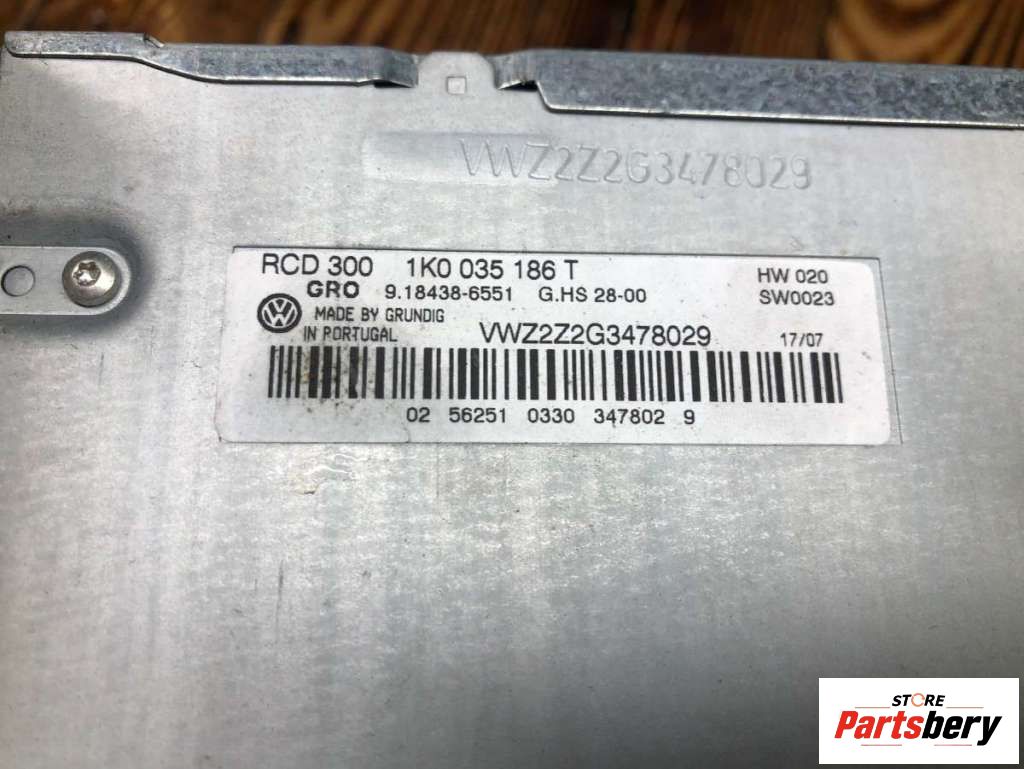 VWZ2Z2G3478029
RCD 300 1K0 035 186 T HW 020
GRO 9.18438-6551 G.HS 28-00 SW0023
MADE BY GRUNDIG
IN PORTUGAL VWZ2Z2G3478029 17/07
02 56251 0330 347802 9
STORE
Partsbery